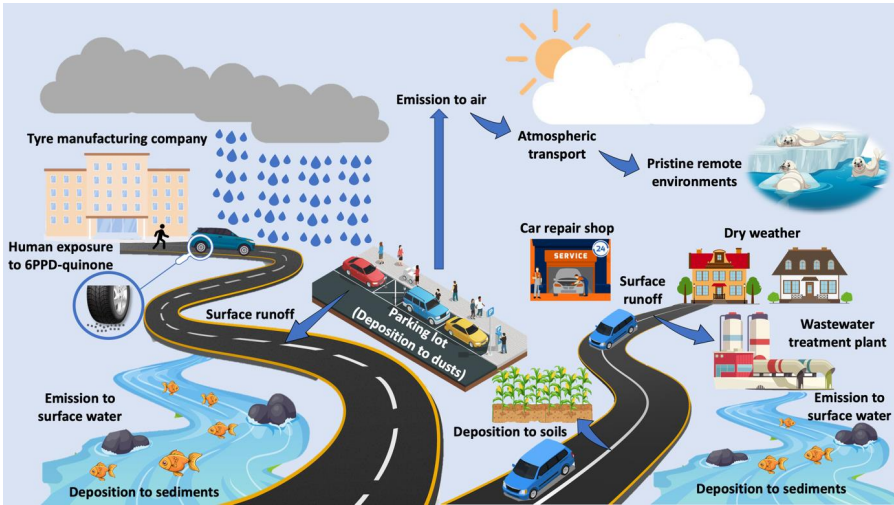 Emission to air
Tyre manufacturing company
Atmospheric
transport
Pristine remote
environments
Human exposure
to 6PPD-quinone
Car repair shop
SERVICE
24
Dry weather
Surface runoff
Parking lot
(Deposition to dusts)
Surface
runoff
Wastewater
treatment plant
Emission to
surface water
Deposition to soils
Emission to
surface water
Deposition to sediments
Deposition to sediments